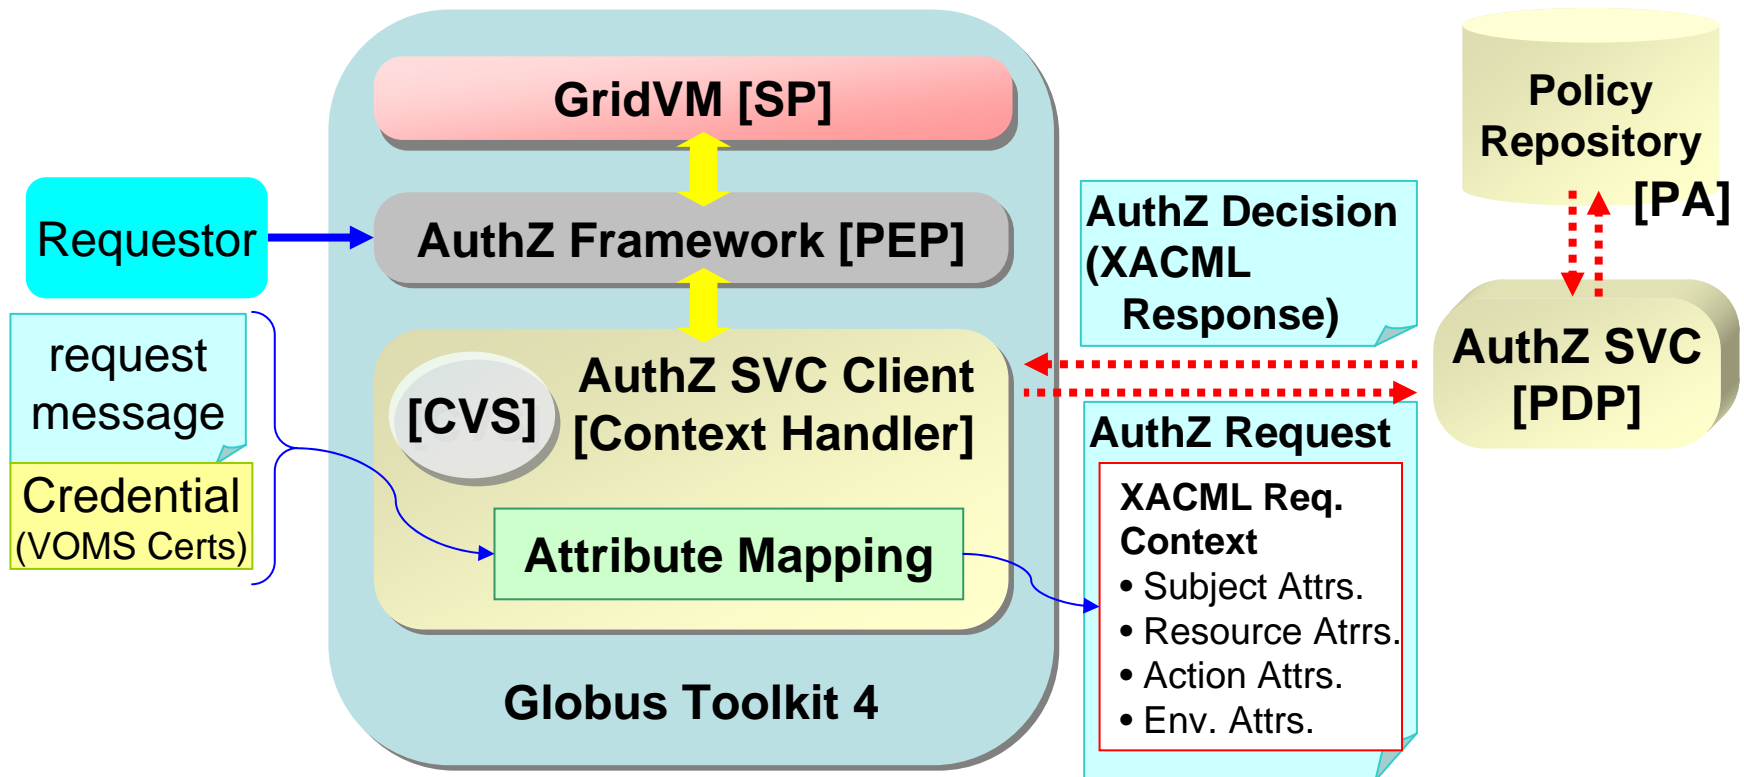 GridVM [SP]
Policy
Repository
[PA]
Requestor
AuthZ Framework [PEP]
AuthZ Decision
(XACML
Response)
request
message
Credential
(VOMS Certs)
[CVS]
AuthZ SVC Client
[Context Handler]
AuthZ SVC
[PDP]
Attribute Mapping
AuthZ Request
XACML Req.
Context
• Subject Attrs.
• Resource Atrrs.
• Action Attrs.
• Env. Attrs.
Globus Toolkit 4